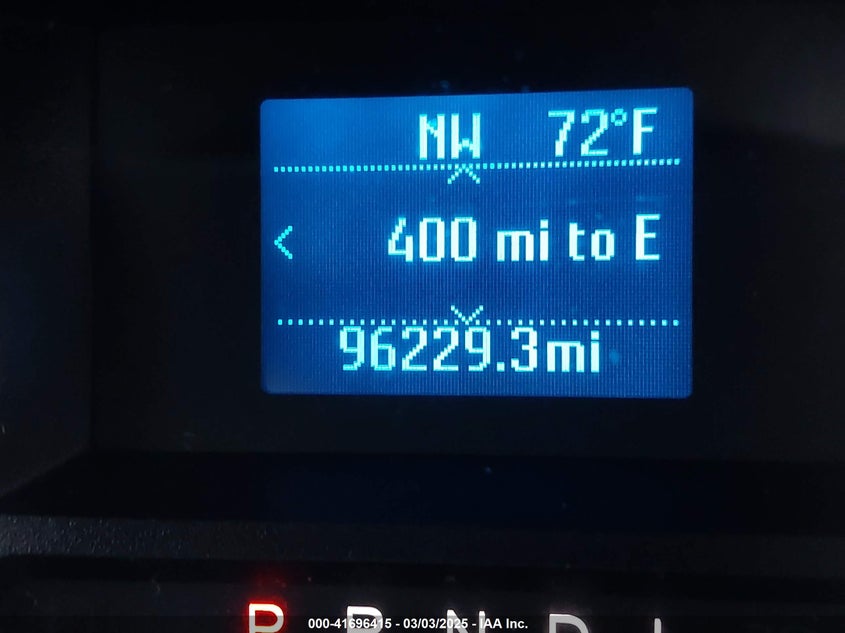 NW 72°F
400 mi to E
96229.3mi
P R N D L
000-41696415 - 03/03/2025 - IAA Inc.